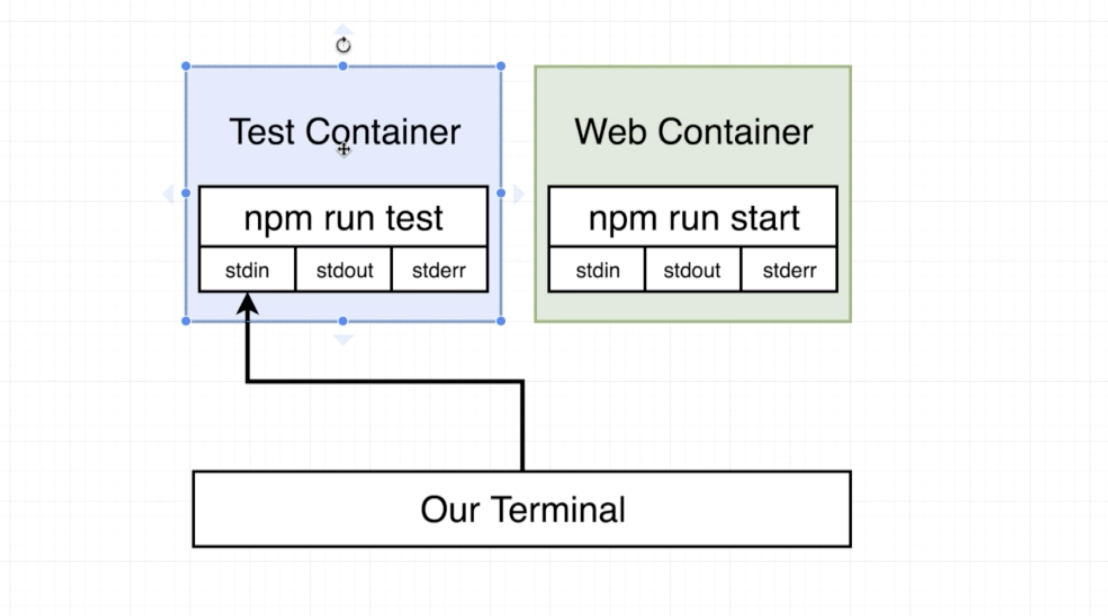 Test Container
Web Container
npm run test
npm run start
stdin
stdout
stderr
stdin
stdout
stderr
Our Terminal